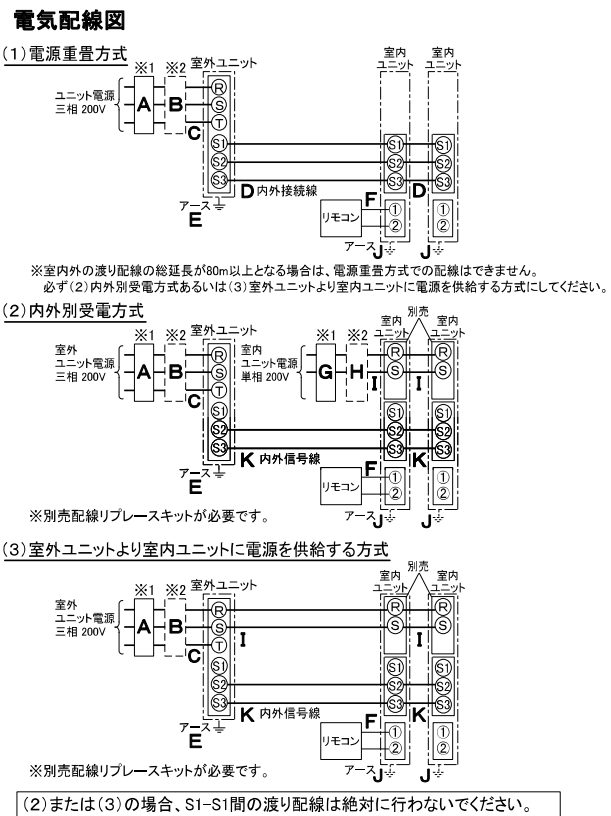 電気配線図
(1)電源重畳方式
※1 ※2 室外ユニット
室内
ユニット
室内
ユニット
ユニット電源
三相 200V
A B C
R
S
T
S1
S2
S3
S1
S2
S3
S1
S2
S3
D 内外接続線
F D
アース
E
リモコン
①
②
①
②
アース J J
※室内外の渡り配線の総延長が80m以上となる場合は、電源重畳方式での配線はできません。
必ず(2)内外別受電方式あるいは(3)室外ユニットより室内ユニットに電源を供給する方式にしてください。
(2)内外別受電方式
※1 ※2 室外ユニット
※1 ※2
室内
ユニット
別売
室内
ユニット
室外
ユニット電源
三相 200V
A B C
R
S
T
S1
S2
S3
室内
ユニット電源
単相 200V
G H I I
R
S
R
S
S1
S2
S3
S1
S2
S3
K 内外信号線
F K
アース
E
リモコン
①
②
①
②
アース J J
※別売配線リプレースキットが必要です。
(3)室外ユニットより室内ユニットに電源を供給する方式
※1 ※2 室外ユニット
室内
ユニット
別売
室内
ユニット
室外
ユニット電源
三相 200V
A B C
R
S
T
S1
S2
S3
I I
R
S
R
S
S1
S2
S3
S1
S2
S3
K 内外信号線
F K
アース
E
リモコン
①
②
①
②
アース J J
※別売配線リプレースキットが必要です。
(2)または(3)の場合、S1-S1間の渡り配線は絶対に行わないでください。